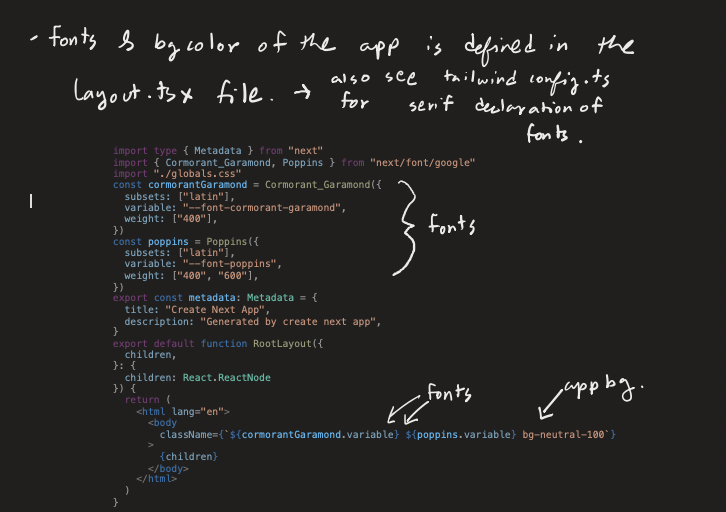 - fonts & bg color of the app is defined in the
layout.tsx file. → also see tailwind config.ts
for serif declaration of
fonts.
import type { Metadata } from "next"
import { Cormorant_Garamond, Poppins } from "next/font/google"
import "./globals.css"
const cormorantGaramond = Cormorant_Garamond({
  subsets: ["latin"],
  variable: "--font-cormorant-garamond",
  weight: ["400"],
})
fonts
const poppins = Poppins({
  subsets: ["latin"],
  variable: "--font-poppins",
  weight: ["400", "600"],
})
export const metadata: Metadata = {
  title: "Create Next App",
  description: "Generated by create next app",
}
export default function RootLayout({
  children,
}: {
  children: React.ReactNode
}) {
  return (
    <html lang="en">
fonts
app bg.
      <body
        className={`${cormorantGaramond.variable} ${poppins.variable} bg-neutral-100`}
      >
        {children}
      </body>
    </html>
  )
}